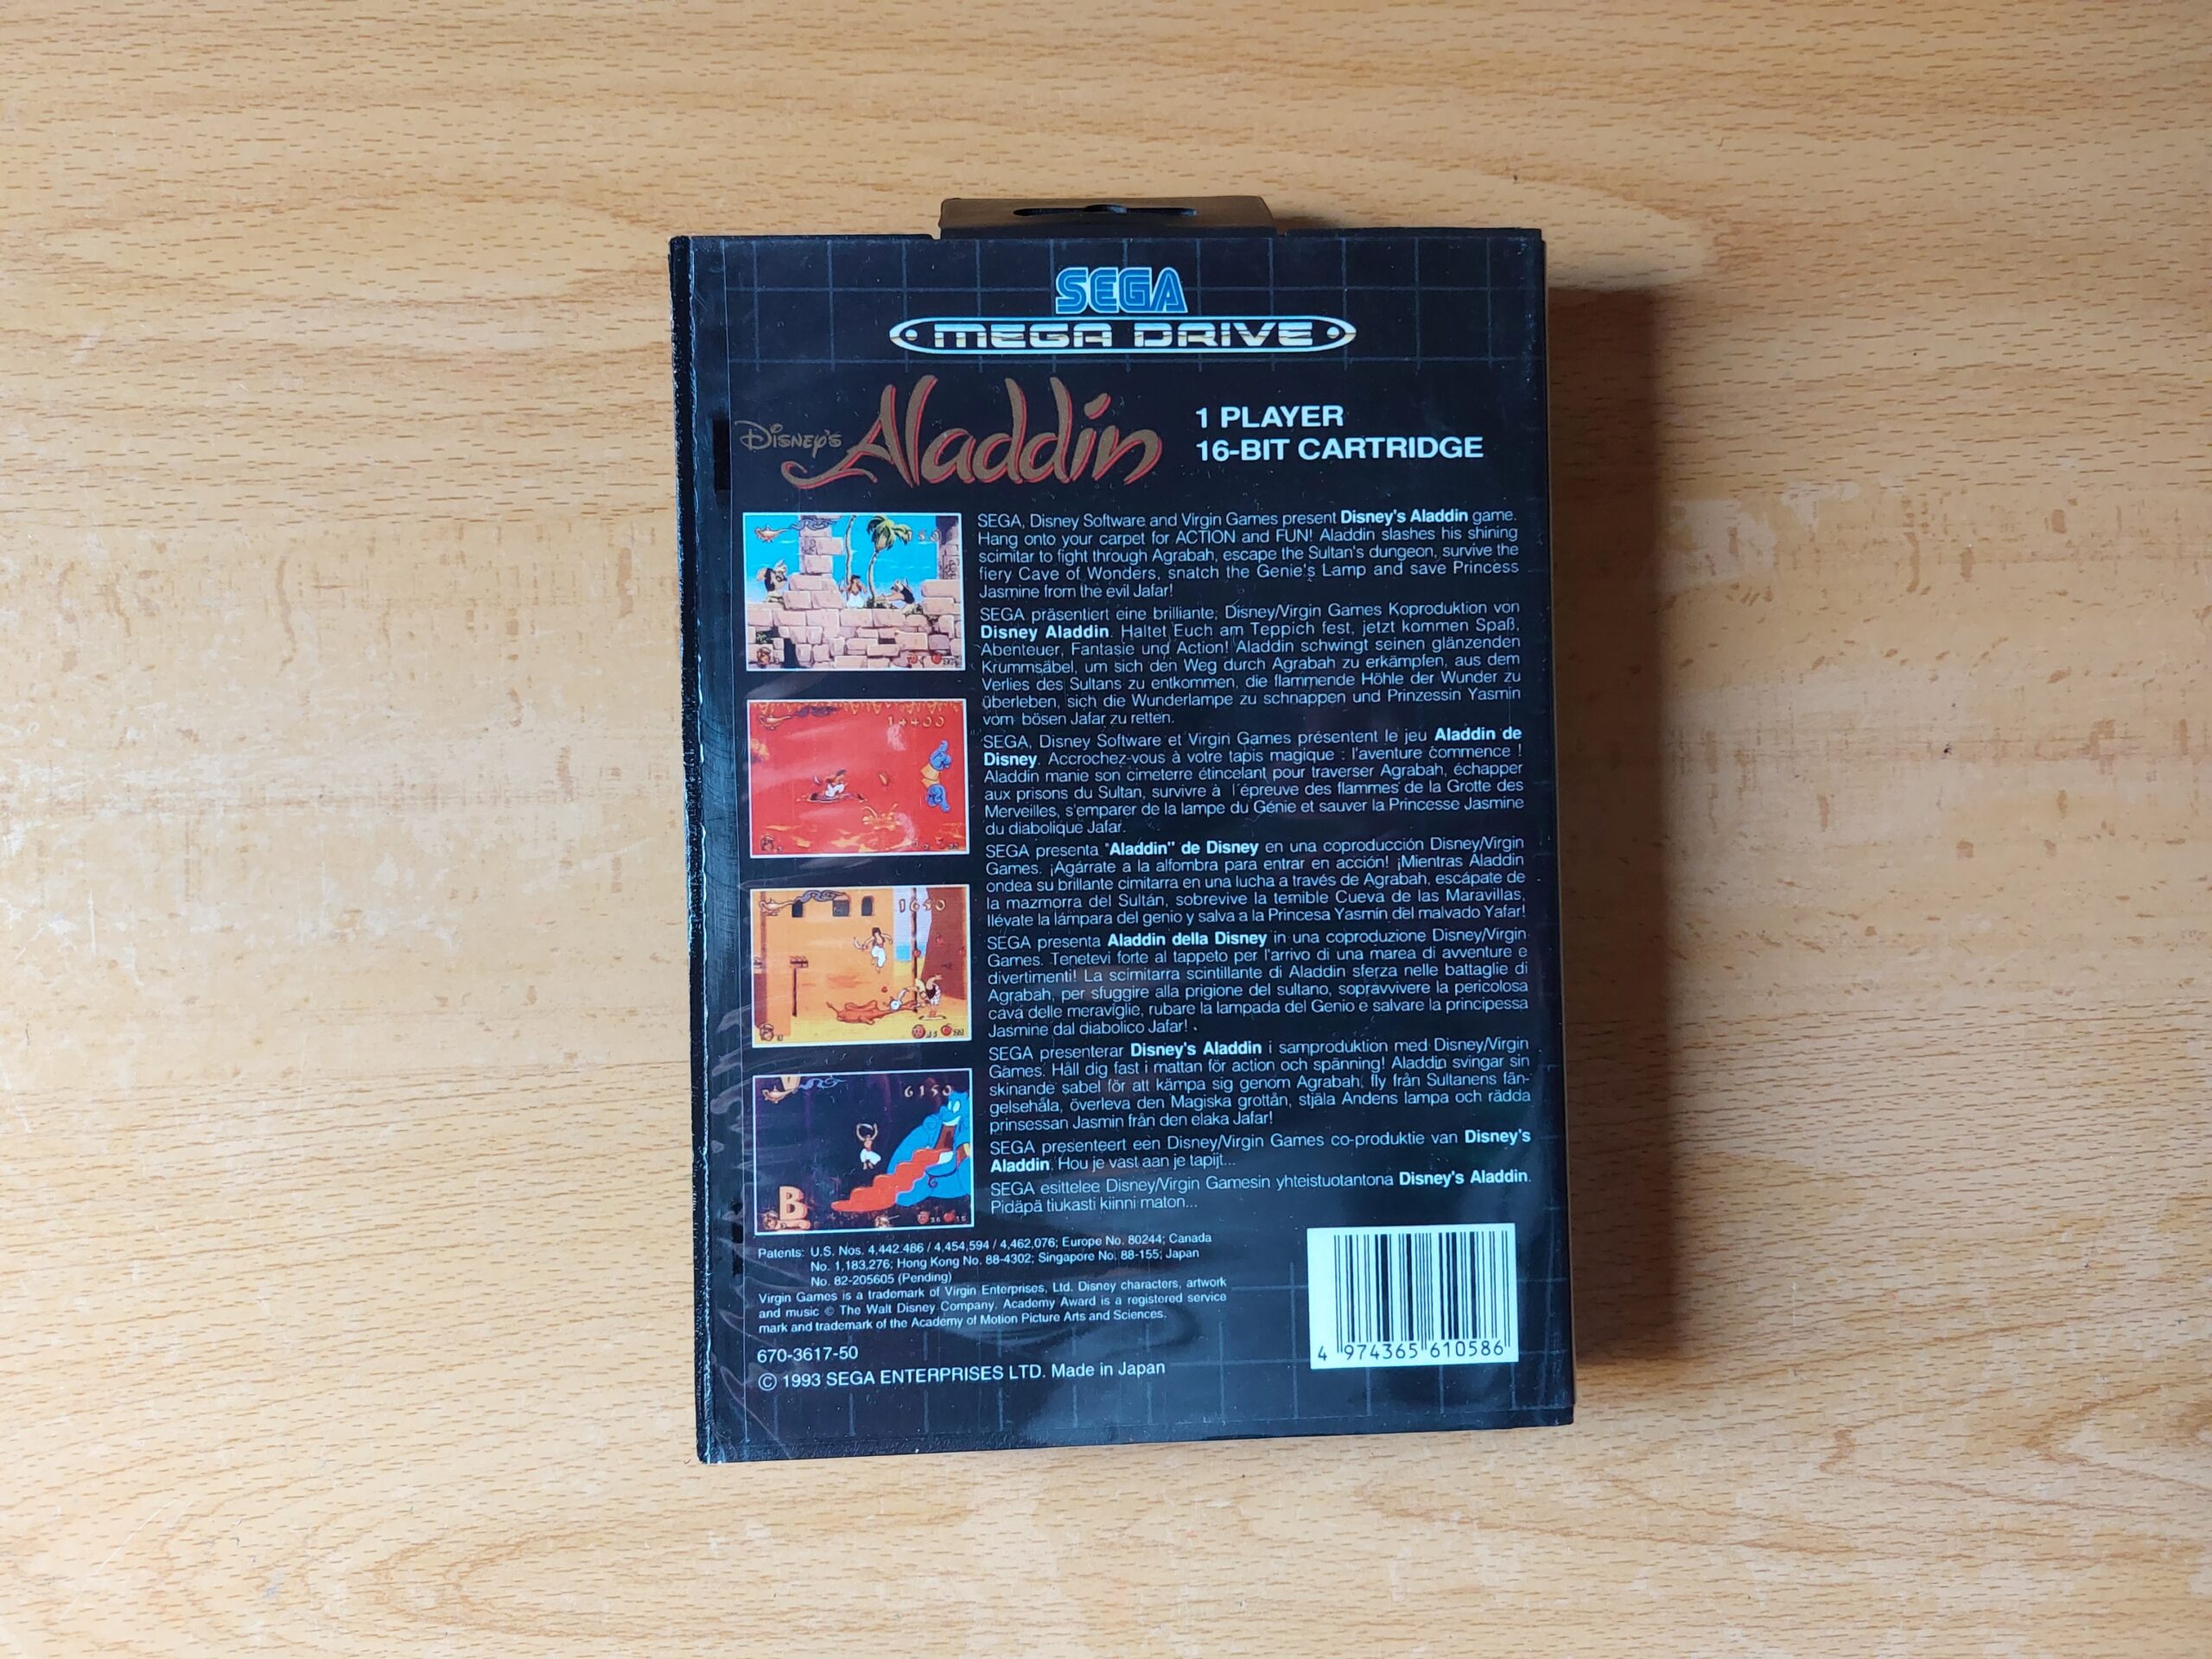 SEGA
MEGA DRIVE
DISNEY'S Aladdin
1 PLAYER
16-BIT CARTRIDGE
SEGA, Disney Software and Virgin Games present Disney's Aladdin game.
Hang onto your carpet for ACTION and FUN! Aladdin slashes his shining
scimitar to fight through Agrabah, escape the Sultan's dungeon, survive the
fiery Cave of Wonders, snatch the Genie's Lamp and save Princess
Jasmine from the evil Jafar!
SEGA präsentiert eine brilliante, Disney/Virgin Games Koproduktion von
Disney Aladdin. Haltet Euch am Teppich fest, jetzt kommen Spaß,
Abenteuer, Fantasie und Action! Aladdin schwingt seinen glänzenden
Krummsäbel, um sich den Weg durch Agrabah zu erkämpfen, aus dem
Verlies des Sultans zu entkommen, die flammende Höhle der Wunder zu
überleben, sich die Wunderlampe zu schnappen und Prinzessin Yasmin
vom bösen Jafar zu retten.
SEGA, Disney Software et Virgin Games présentent le jeu Aladdin de
Disney. Accrochez-vous à votre tapis magique : l'aventure commence !
Aladdin manie son cimeterre étincelant pour traverser Agrabah, échapper
aux prisons du Sultan, survivre à l'épreuve des flammes de la Grotte des
Merveilles, s'emparer de la lampe du Génie et sauver la Princesse Jasmine
du diabolique Jafar.
SEGA presenta "Aladdin" de Disney en una coproducción Disney/Virgin
Games. ¡Agárrate a la alfombra para entrar en acción! ¡Mientras Aladdin
ondea su brillante cimitarra en una lucha a través de Agrabah, escápate de
la mazmorra del Sultán, sobrevive la temible Cueva de las Maravillas,
llévate la lámpara del genio y salva a la Princesa Yasmin del malvado Yafar!
SEGA presenta Aladdin della Disney in una coproduzione Disney/Virgin
Games. Tenetevi forte al tappeto per l'arrivo di una marea di avventure e
divertimenti! La scimitarra scintillante di Aladdin sferza nelle battaglie di
Agrabah, per sfuggire alla prigione del sultano, sopravvivere la pericolosa
cava delle meraviglie, rubare la lampada del Genio e salvare la principessa
Jasmine dal diabolico Jafar!
SEGA presenterar Disney's Aladdin i samproduktion med Disney/Virgin
Games. Håll dig fast i mattan för action och spänning! Aladdin svingar sin
skinande sabel för att kämpa sig genom Agrabah, fly från Sultanens fän-
gelsehåla, överleva den Magiska grottan, stjäla Andens lampa och rädda
prinsessan Jasmin från den elaka Jafar!
SEGA presenteert een Disney/Virgin Games co-produktie van Disney's
Aladdin. Hou je vast aan je tapijt...
SEGA esittelee Disney/Virgin Gamesin yhteistuotantona Disney's Aladdin.
Pidäpä tiukasti kiinni maton...
14400
1650
6150
B
Patents: U.S. Nos. 4,442,486 / 4,454,594 / 4,462,076; Europe No. 80244; Canada
No. 1,183,276; Hong Kong No. 88-4302; Singapore No. 88-155; Japan
No. 82-205605 (Pending)
Virgin Games is a trademark of Virgin Enterprises, Ltd. Disney characters, artwork
and music © The Walt Disney Company. Academy Award is a registered service
mark and trademark of the Academy of Motion Picture Arts and Sciences.
670-3617-50
© 1993 SEGA ENTERPRISES LTD. Made in Japan
4 974365 610586